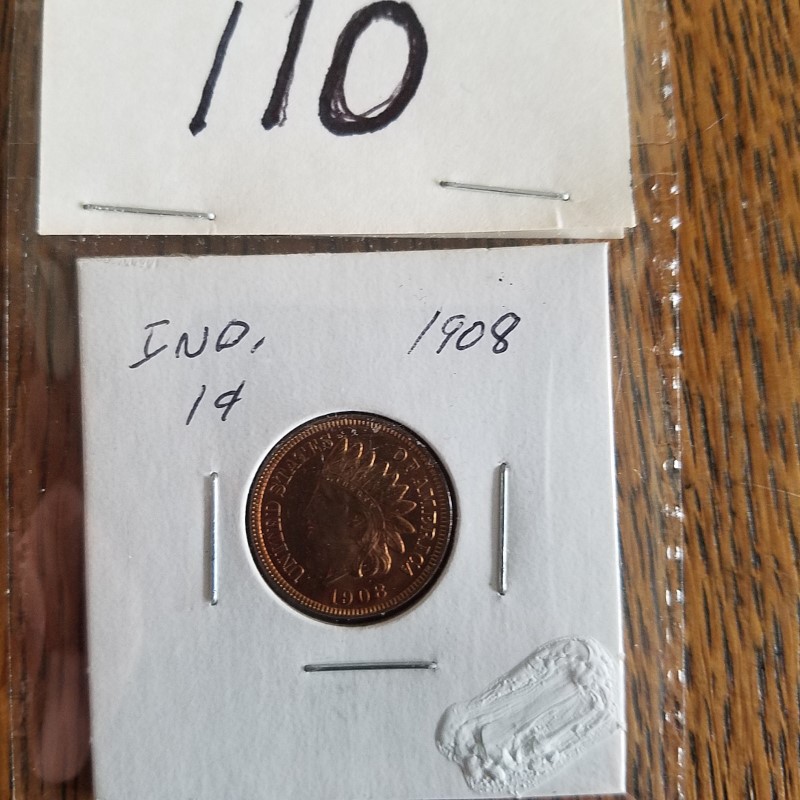 110
IND. 1908
1¢
UNITED STATES OF AMERICA
1908